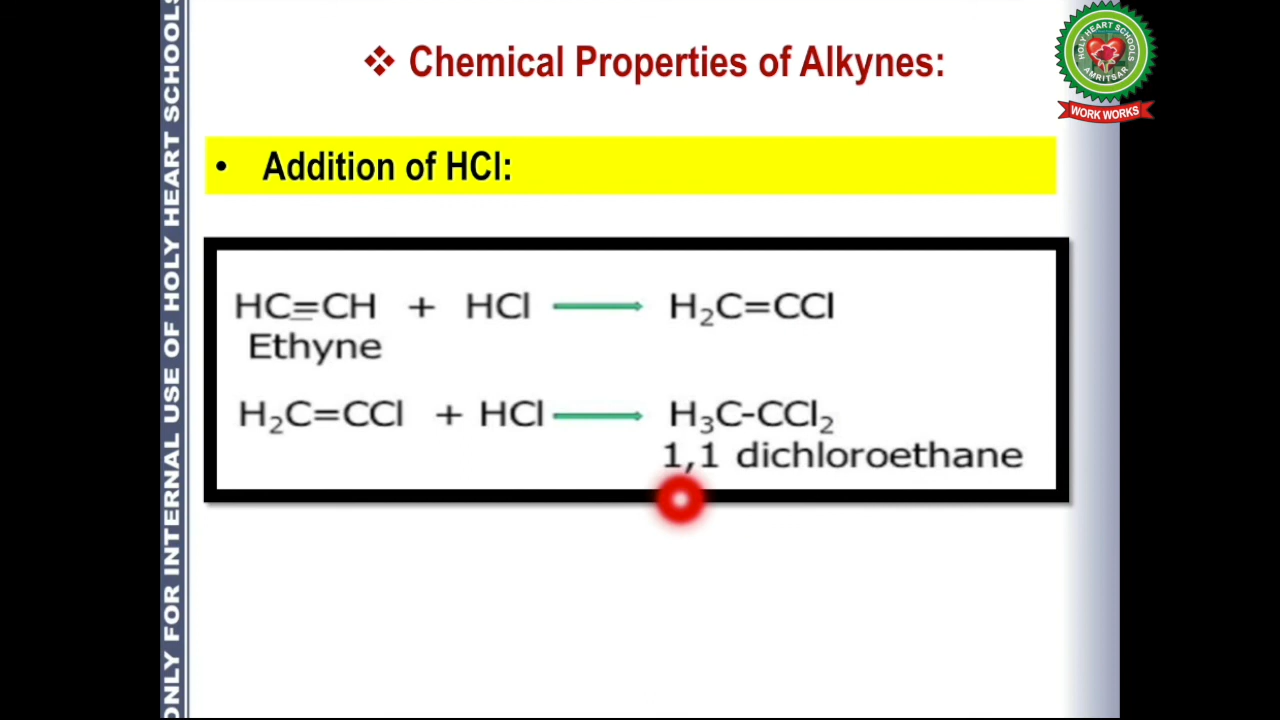 ❖ Chemical Properties of Alkynes:
HOLY HEART SCHOOLS
AMRITSAR
WORK WORKS
• Addition of HCl:
HC≡CH + HCl ⟶ H₂C=CCl
Ethyne
H₂C=CCl + HCl ⟶ H₃C-CCl₂
1,1 dichloroethane
ONLY FOR INTERNAL USE OF HOLY HEART SCHOOLS